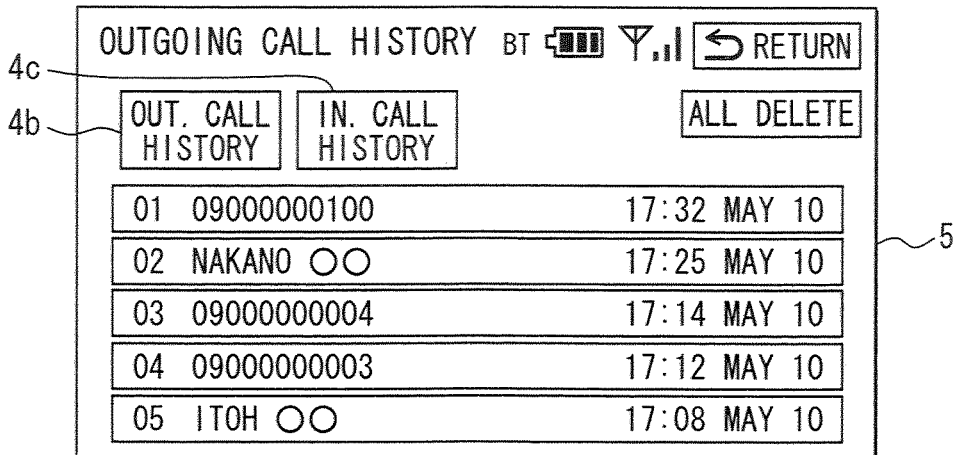 OUTGOING CALL HISTORY BT RETURN
4c
4b
OUT. CALL HISTORY
IN. CALL HISTORY
ALL DELETE
01 09000000100 17:32 MAY 10
02 NAKANO ○○ 17:25 MAY 10
5
03 09000000004 17:14 MAY 10
04 09000000003 17:12 MAY 10
05 ITOH ○○ 17:08 MAY 10